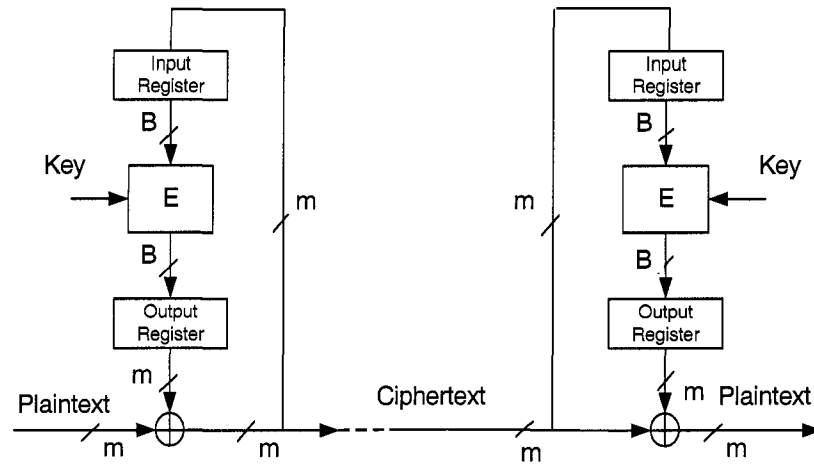 Input
Register
Input
Register
B
B
Key
Key
E
E
m
m
B
B
Output
Register
Output
Register
m
m
Plaintext
Ciphertext
Plaintext
m
m
m
m